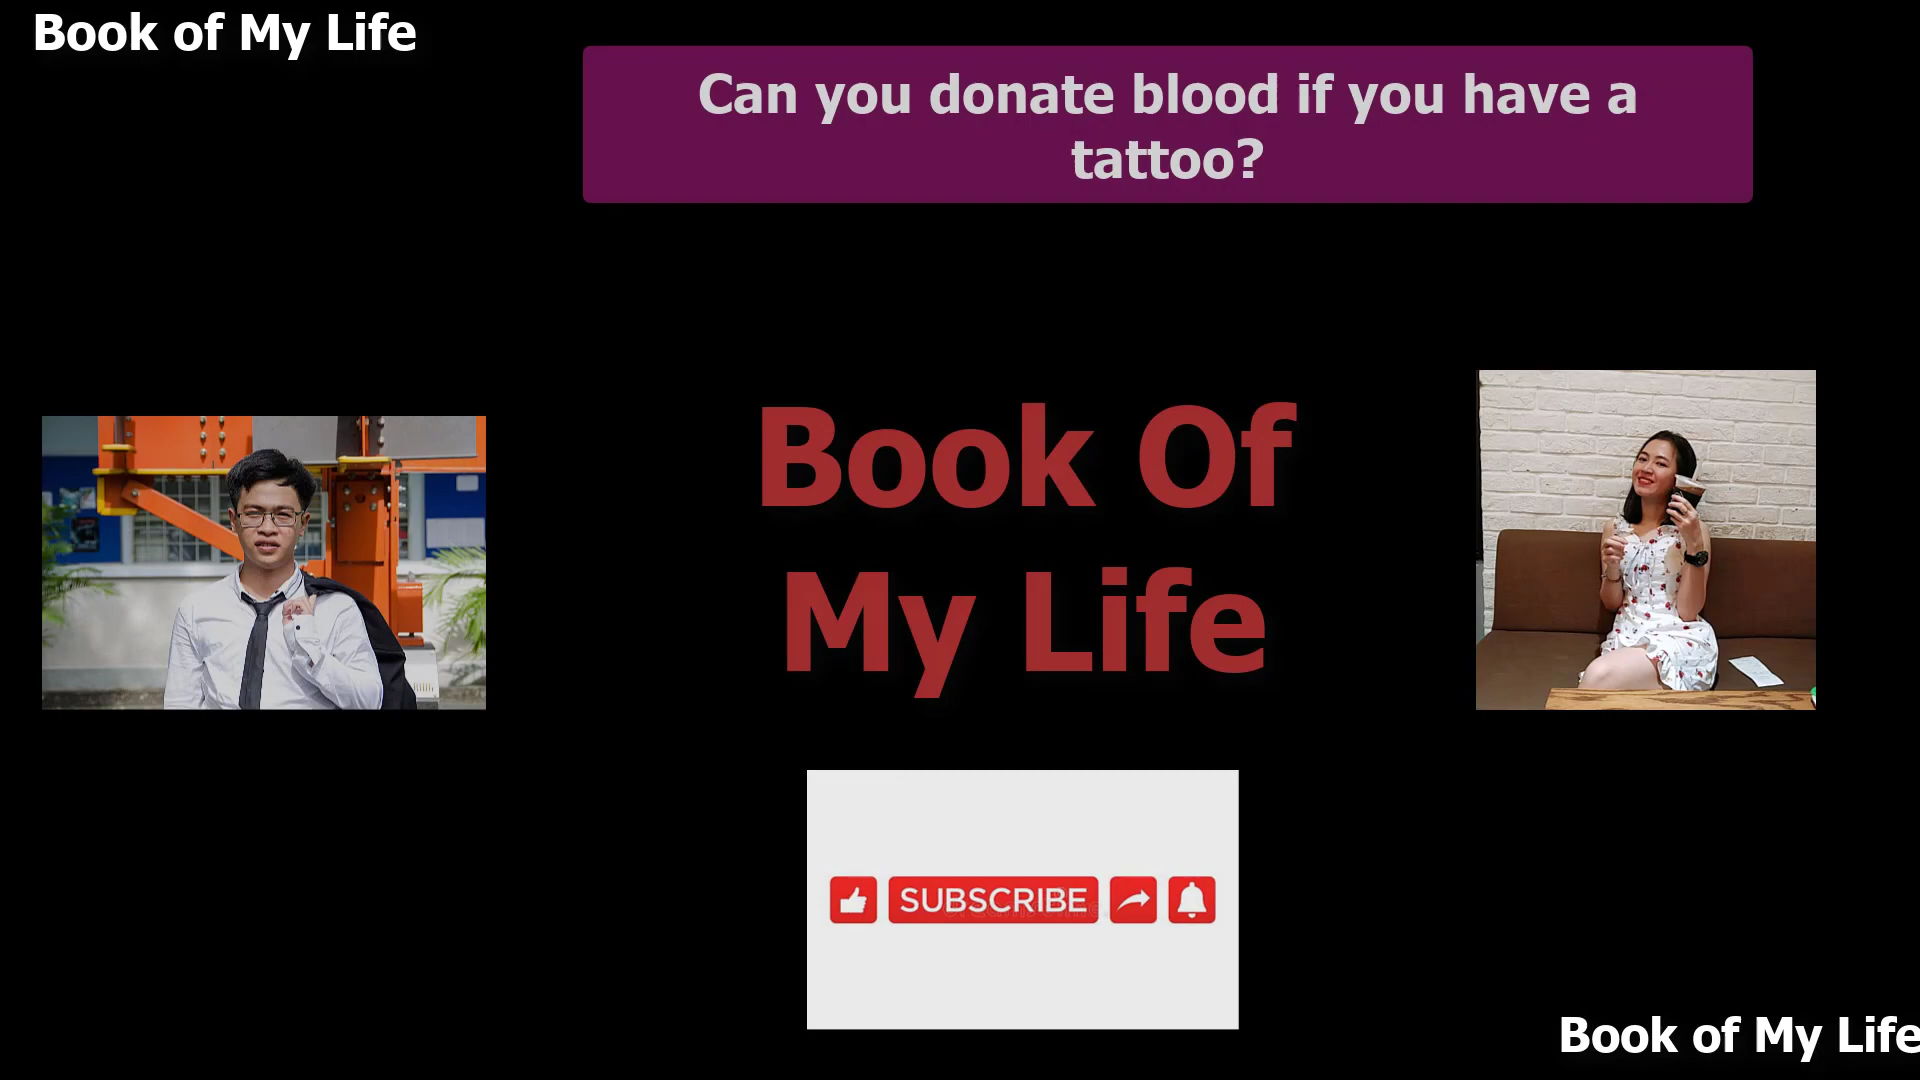 Book of My Life
Can you donate blood if you have a
tattoo?
Book Of
My Life
SUBSCRIBE
Book of My Life